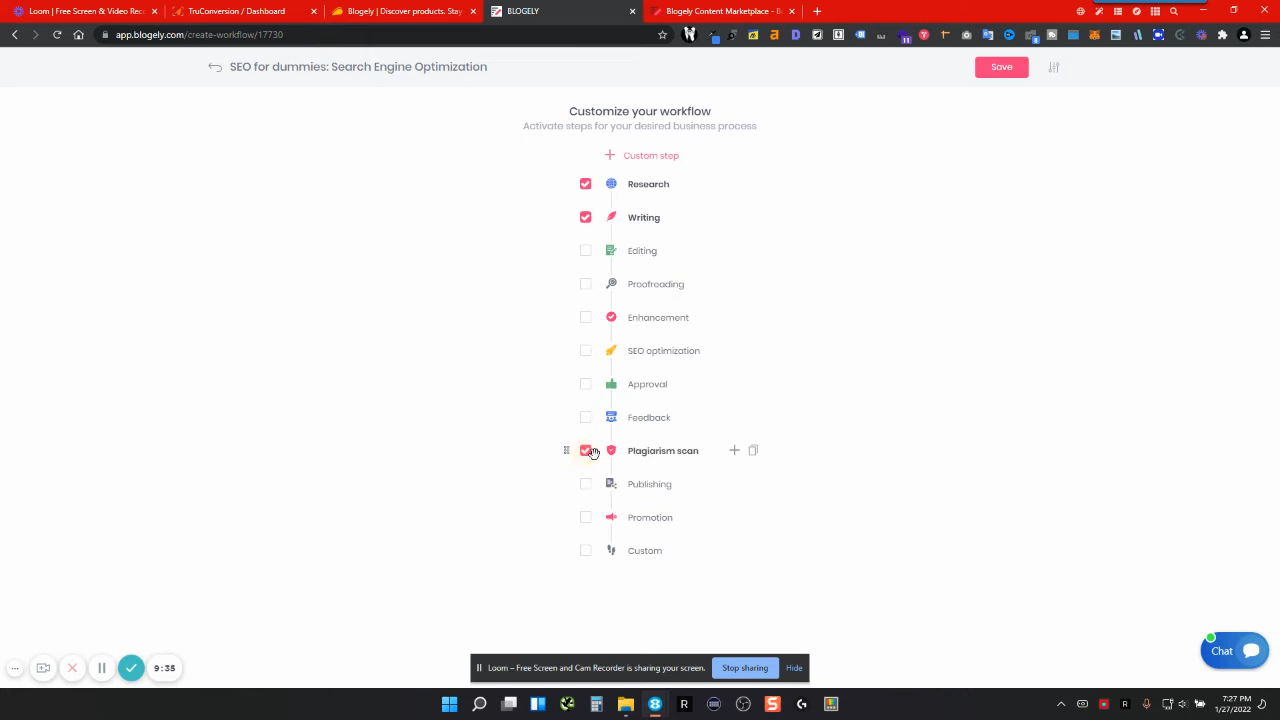 Loom | Free Screen & Video Rec
TruConversion / Dashboard
Blogely | Discover products. Stay
BLOGELY
Blogely Content Marketplace - B
app.blogely.com/create-workflow/17730
SEO for dummies: Search Engine Optimization
Save
Customize your workflow
Activate steps for your desired business process
Custom step
Research
Writing
Editing
Proofreading
Enhancement
SEO optimization
Approval
Feedback
Plagiarism scan
Publishing
Promotion
Custom
Chat
9:35
Loom – Free Screen and Cam Recorder is sharing your screen.
Stop sharing
Hide
7:27 PM
1/27/2022